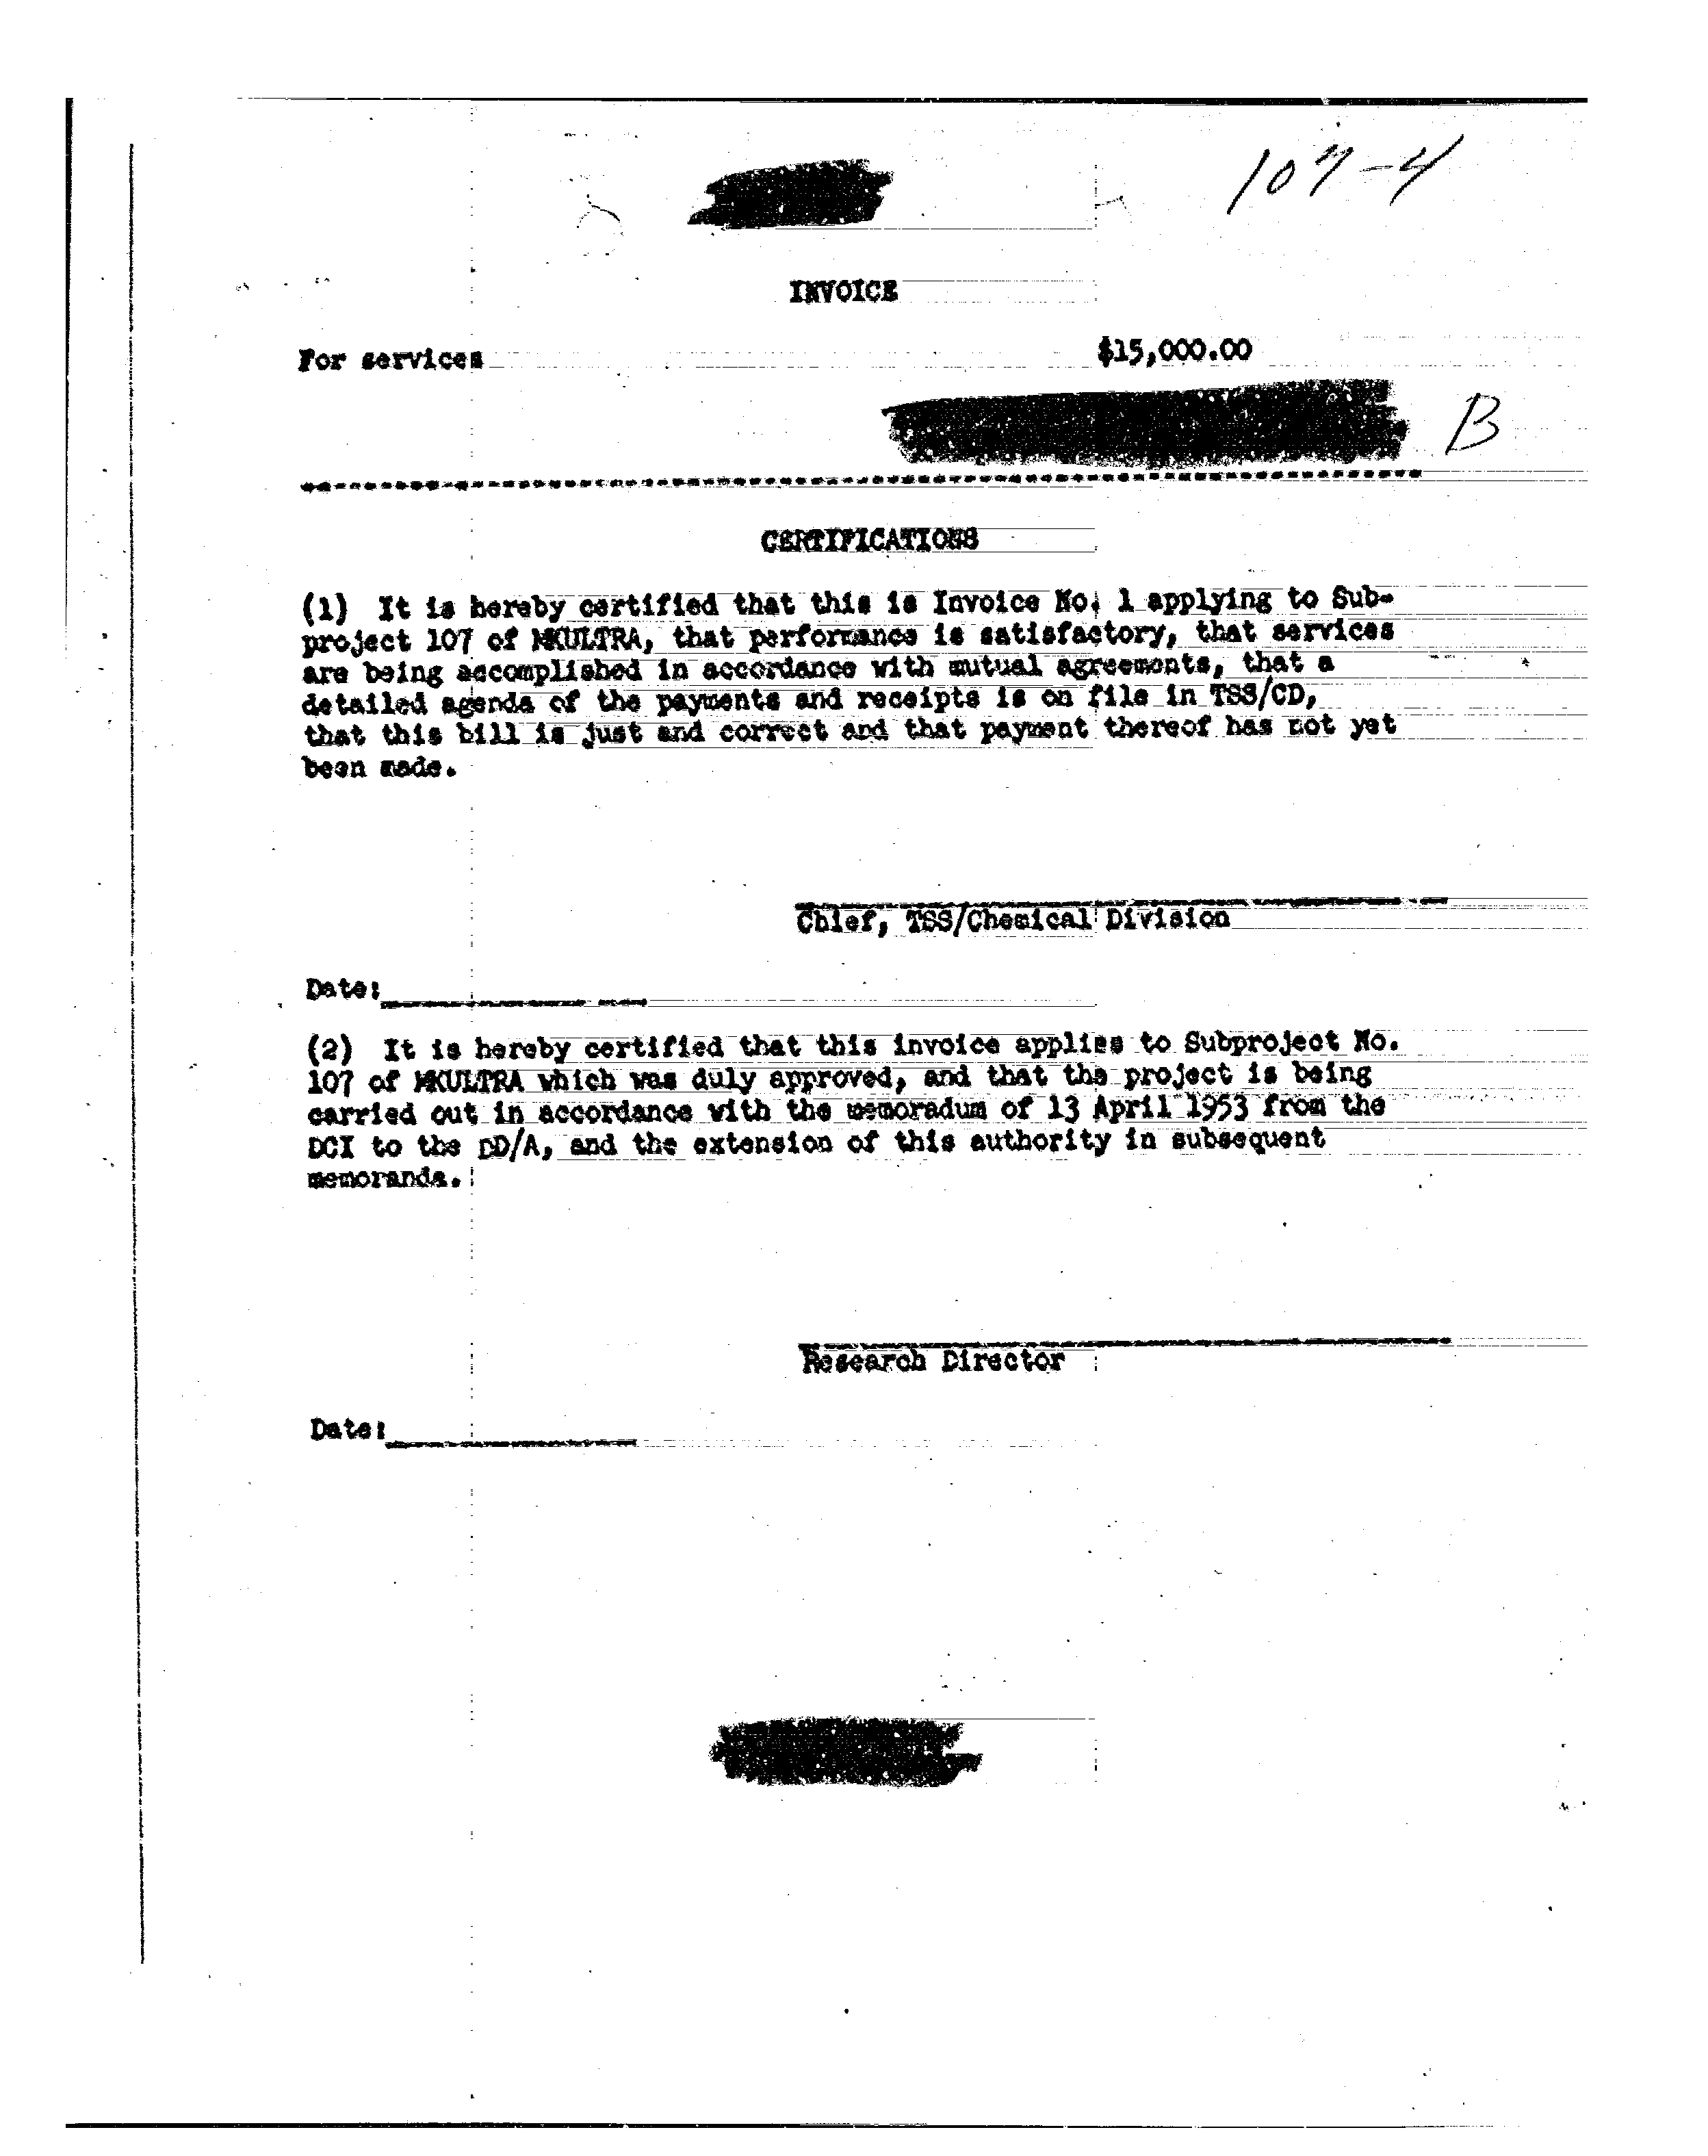 107-4
INVOICE
For services $15,000.00
B
CERTIFICATIONS
(1) It is hereby certified that this is Invoice No. 1 applying to Sub-
project 107 of MKULTRA, that performance is satisfactory, that services
are being accomplished in accordance with mutual agreements, that a
detailed agenda of the payments and receipts is on file in TSS/CD,
that this bill is just and correct and that payment thereof has not yet
been made.
Chief, TSS/Chemical Division
Date:
(2) It is hereby certified that this invoice applies to Subproject No.
107 of MKULTRA which was duly approved, and that the project is being
carried out in accordance with the memoradum of 13 April 1953 from the
DCI to the DD/A, and the extension of this authority in subsequent
memoranda.
Research Director
Date: